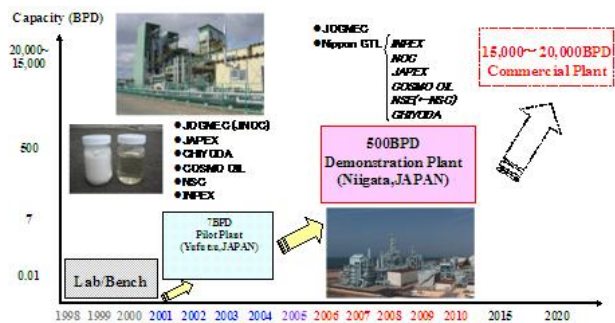 Capacity (BPD)
20,000~
15,000
500
7
0.01
●JOGMEC
●Nippon GTL
INPEX
NOC
JAPEX
COSMO OIL
NSE(←NSC)
CHIYODA
15,000~20,000BPD
Commercial Plant
●JOGMEC(JNOC)
●JAPEX
●CHIYODA
●COSMO OIL
●NSC
●INPEX
500BPD
Demonstration Plant
(Niigata,JAPAN)
7BPD
Pilot Plant
(Yufutsu,JAPAN)
Lab/Bench
1998 1999 2000 2001 2002 2003 2004 2005 2006 2007 2008 2009 2010 2015 2020